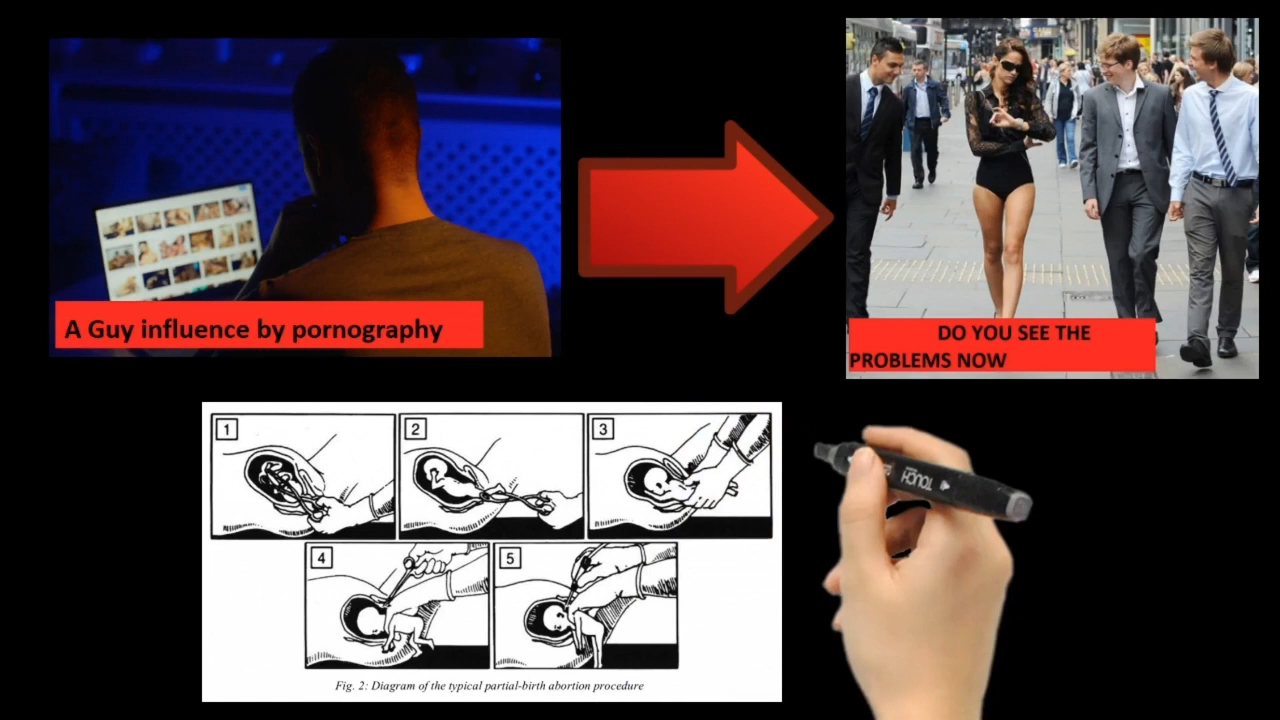 A Guy influence by pornography
DO YOU SEE THE
PROBLEMS NOW
1
2
3
4
5
TOUCH
Fig. 2: Diagram of the typical partial-birth abortion procedure